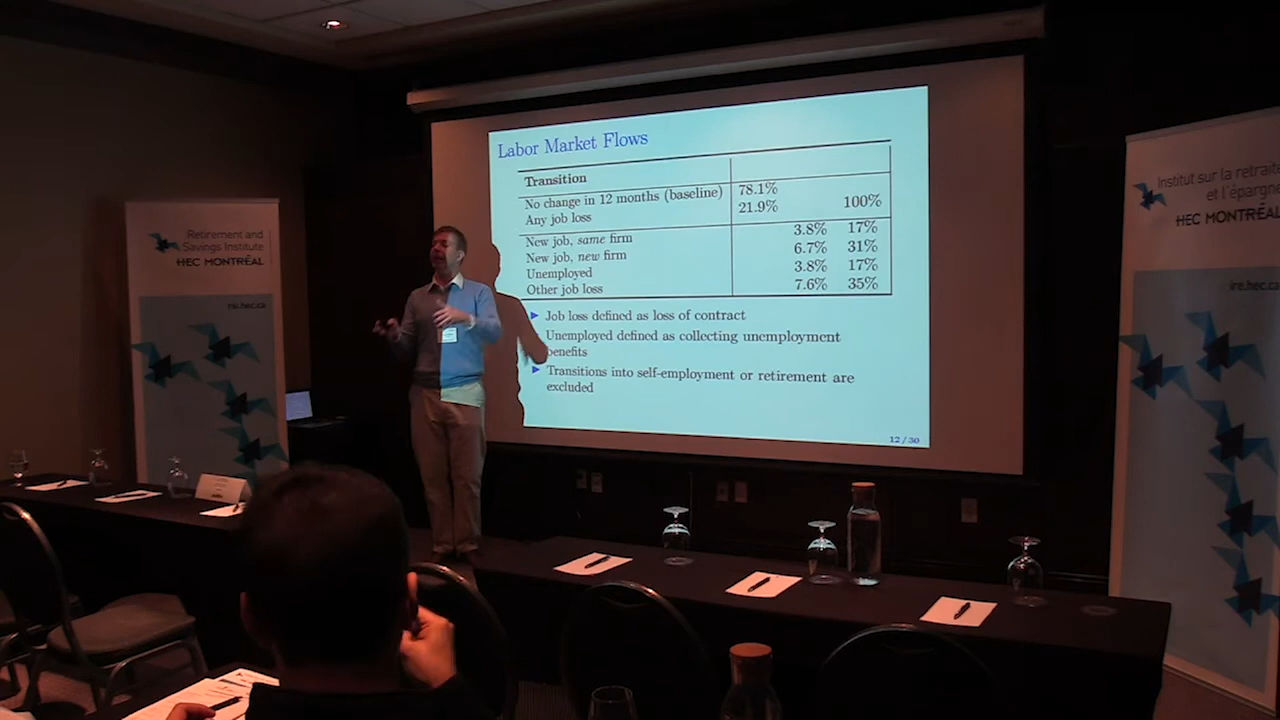 Labor Market Flows
Transition
No change in 12 months (baseline) 78.1%
Any job loss 21.9% 100%
New job, same firm 3.8% 17%
New job, new firm 6.7% 31%
Unemployed 3.8% 17%
Other job loss 7.6% 35%
Job loss defined as loss of contract
Unemployed defined as collecting unemployment
benefits
Transitions into self-employment or retirement are
excluded
12 / 30
Retirement and
Savings Institute
HEC MONTRÉAL
Institut sur la retraite
et l'épargne
HEC MONTRÉAL
ire.hec.ca